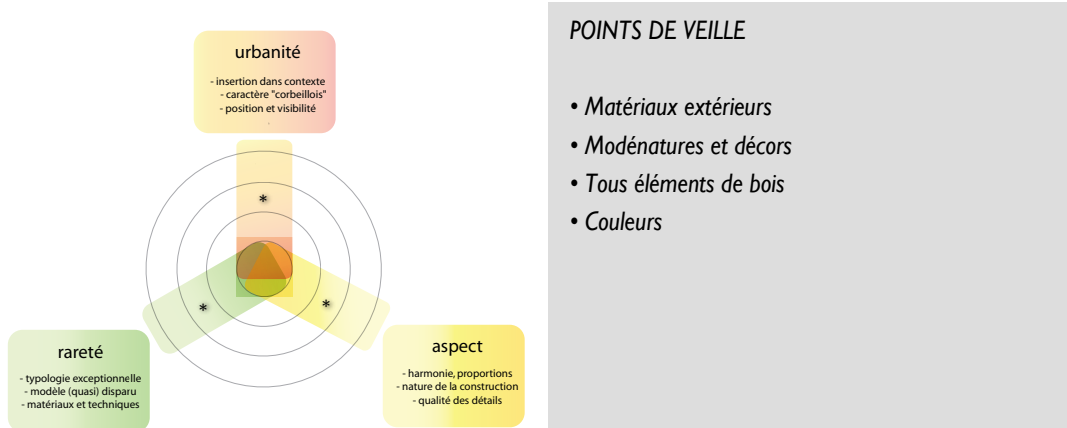 urbanité
- insertion dans contexte
- caractère "corbeillois"
- position et visibilité
*
*
*
rareté
- typologie exceptionnelle
- modèle (quasi) disparu
- matériaux et techniques
aspect
- harmonie, proportions
- nature de la construction
- qualité des détails
POINTS DE VEILLE
• Matériaux extérieurs
• Modénatures et décors
• Tous éléments de bois
• Couleurs